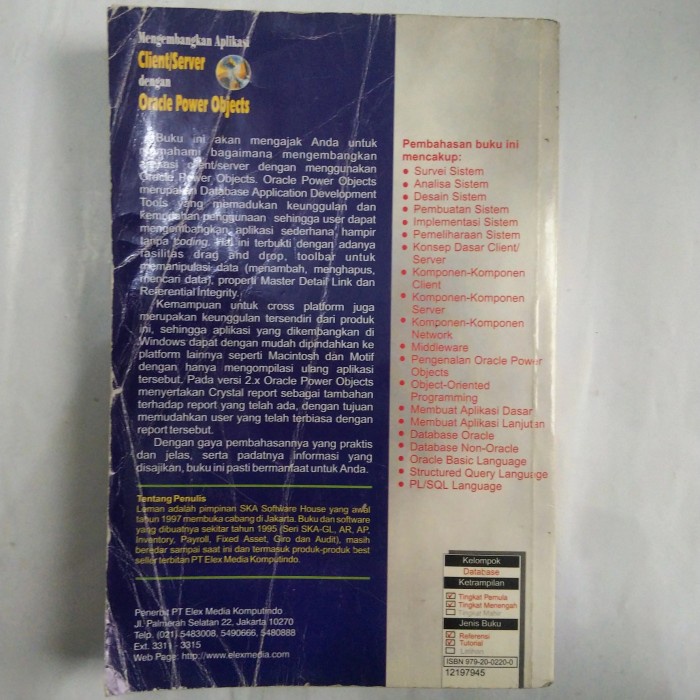 Mengembangkan Aplikasi
Client/Server
dengan
Oracle Power Objects
Buku ini akan mengajak Anda untuk
memahami bagaimana mengembangkan
aplikasi client/server dengan menggunakan
Oracle Power Objects. Oracle Power Objects
merupakan Database Application Development
Tools yang memadukan keunggulan dan
kemudahan penggunaan sehingga user dapat
mengembangkan aplikasi sederhana hampir
tanpa coding. Hal ini terbukti dengan adanya
fasilitas drag and drop, toolbar untuk
memanipulasi data (menambah, menghapus,
mencari data), properti Master Detail Link dan
Referential Integrity.
Kemampuan untuk cross platform juga
merupakan keunggulan tersendiri dari produk
ini, sehingga aplikasi yang dikembangkan di
Windows dapat dengan mudah dipindahkan ke
platform lainnya seperti Macintosh dan Motif
dengan hanya mengompilasi ulang aplikasi
tersebut. Pada versi 2.x Oracle Power Objects
menyertakan Crystal report sebagai tambahan
terhadap report yang telah ada, dengan tujuan
memudahkan user yang telah terbiasa dengan
report tersebut.
Dengan gaya pembahasannya yang praktis
dan jelas, serta padatnya informasi yang
disajikan, buku ini pasti bermanfaat untuk Anda.
Tentang Penulis
Leman adalah pimpinan SKA Software House yang awal
tahun 1997 membuka cabang di Jakarta. Buku dan software
yang dibuatnya sekitar tahun 1995 (Seri SKA-GL, AR, AP,
Inventory, Payroll, Fixed Asset, Giro dan Audit), masih
beredar sampai saat ini dan termasuk produk-produk best
seller terbitan PT Elex Media Komputindo.
Penerbit PT Elex Media Komputindo
Jl. Palmerah Selatan 22, Jakarta 10270
Telp. (021) 5483008, 5490666, 5480888
Ext. 3311 - 3315
Web Page: http://www.elexmedia.com
Pembahasan buku ini
mencakup:
• Survei Sistem
• Analisa Sistem
• Desain Sistem
• Pembuatan Sistem
• Implementasi Sistem
• Pemeliharaan Sistem
• Konsep Dasar Client/
Server
• Komponen-Komponen
Client
• Komponen-Komponen
Server
• Komponen-Komponen
Network
• Middleware
• Pengenalan Oracle Power
Objects
• Object-Oriented
Programming
• Membuat Aplikasi Dasar
• Membuat Aplikasi Lanjutan
• Database Oracle
• Database Non-Oracle
• Oracle Basic Language
• Structured Query Language
• PL/SQL Language
Kelompok
Database
Ketrampilan
Tingkat Pemula
Tingkat Menengah
Tingkat Mahir
Jenis Buku
Referensi
Tutorial
Latihan
ISBN 979-20-0220-0
12197945